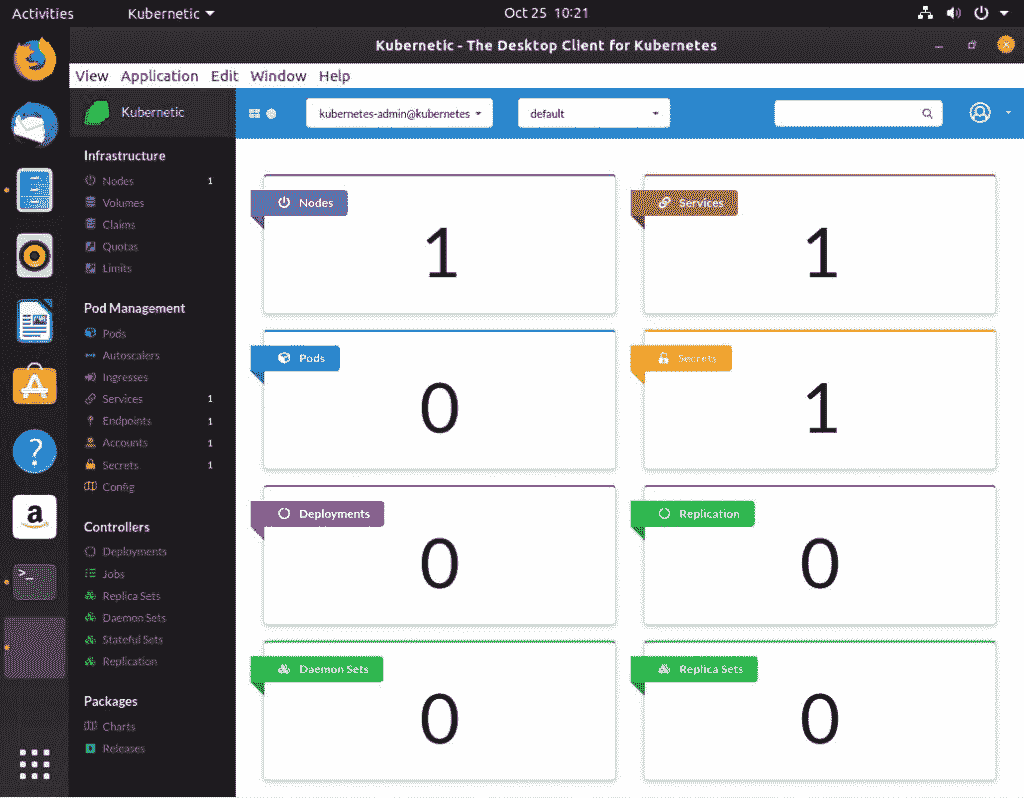 Activities Kubernetic Oct 25 10:21
Kubernetic - The Desktop Client for Kubernetes
View Application Edit Window Help
Kubernetic
kubernetes-admin@kubernetes default
Infrastructure
Nodes 1
Volumes
Claims
Quotas
Limits
Pod Management
Pods
Autoscalers
Ingresses
Services 1
Endpoints 1
Accounts 1
Secrets 1
Config
Controllers
Deployments
Jobs
Replica Sets
Daemon Sets
Stateful Sets
Replication
Packages
Charts
Releases
Nodes
1
Services
1
Pods
0
Secrets
1
Deployments
0
Replication
0
Daemon Sets
0
Replica Sets
0
?
a
>_